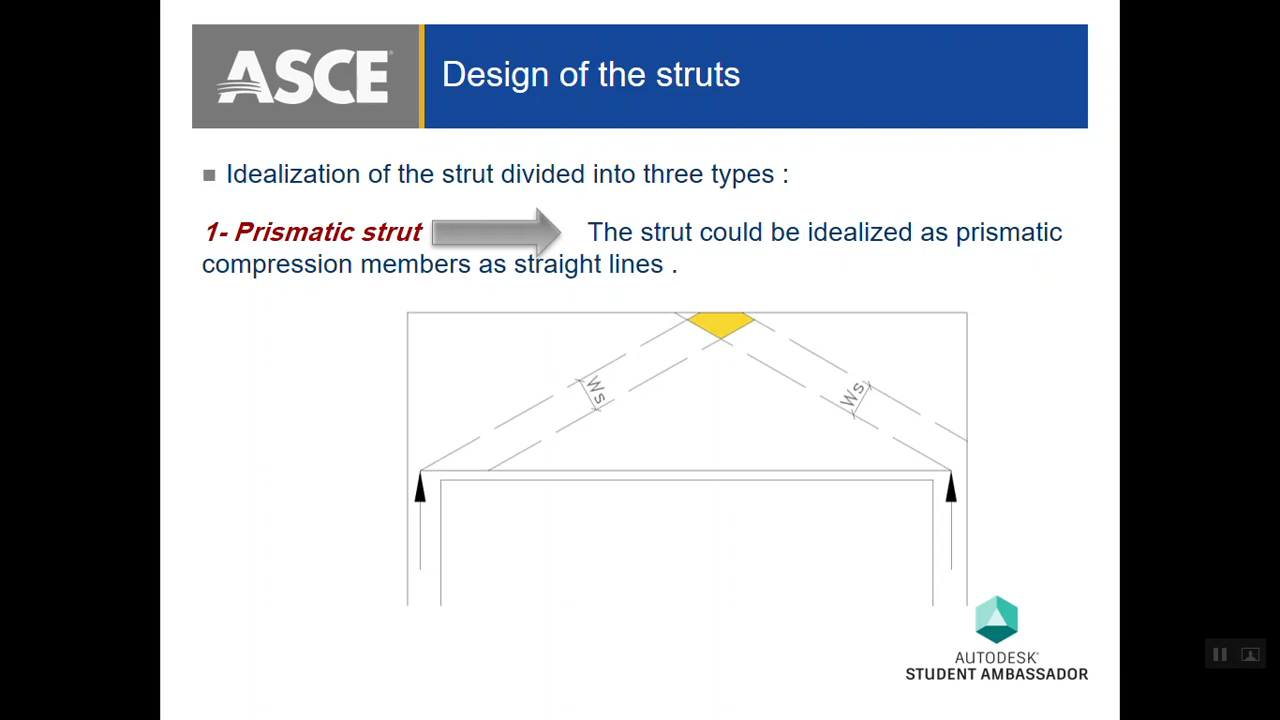 ASCE
Design of the struts
Idealization of the strut divided into three types :
1- Prismatic strut The strut could be idealized as prismatic
compression members as straight lines .
Ws
Ws
AUTODESK®
STUDENT AMBASSADOR